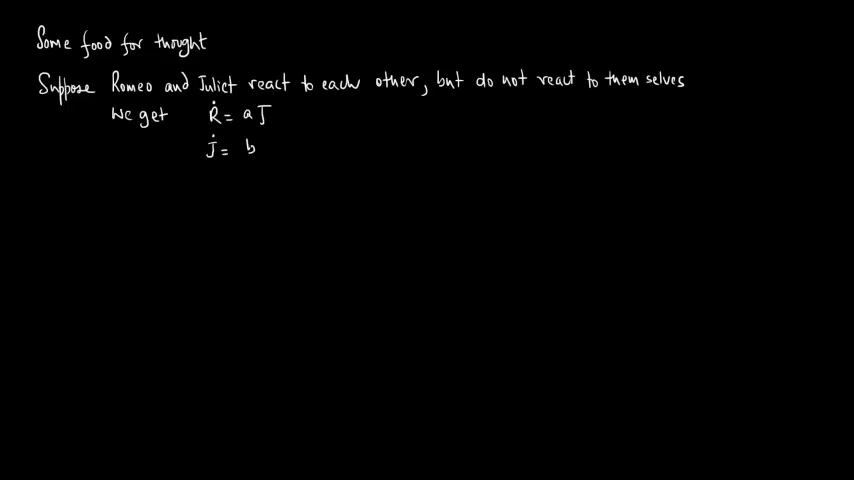 Some food for thought
Suppose Romeo and Juliet react to each other, but do not react to them selves
We get Ṙ = a J
J̇ = b